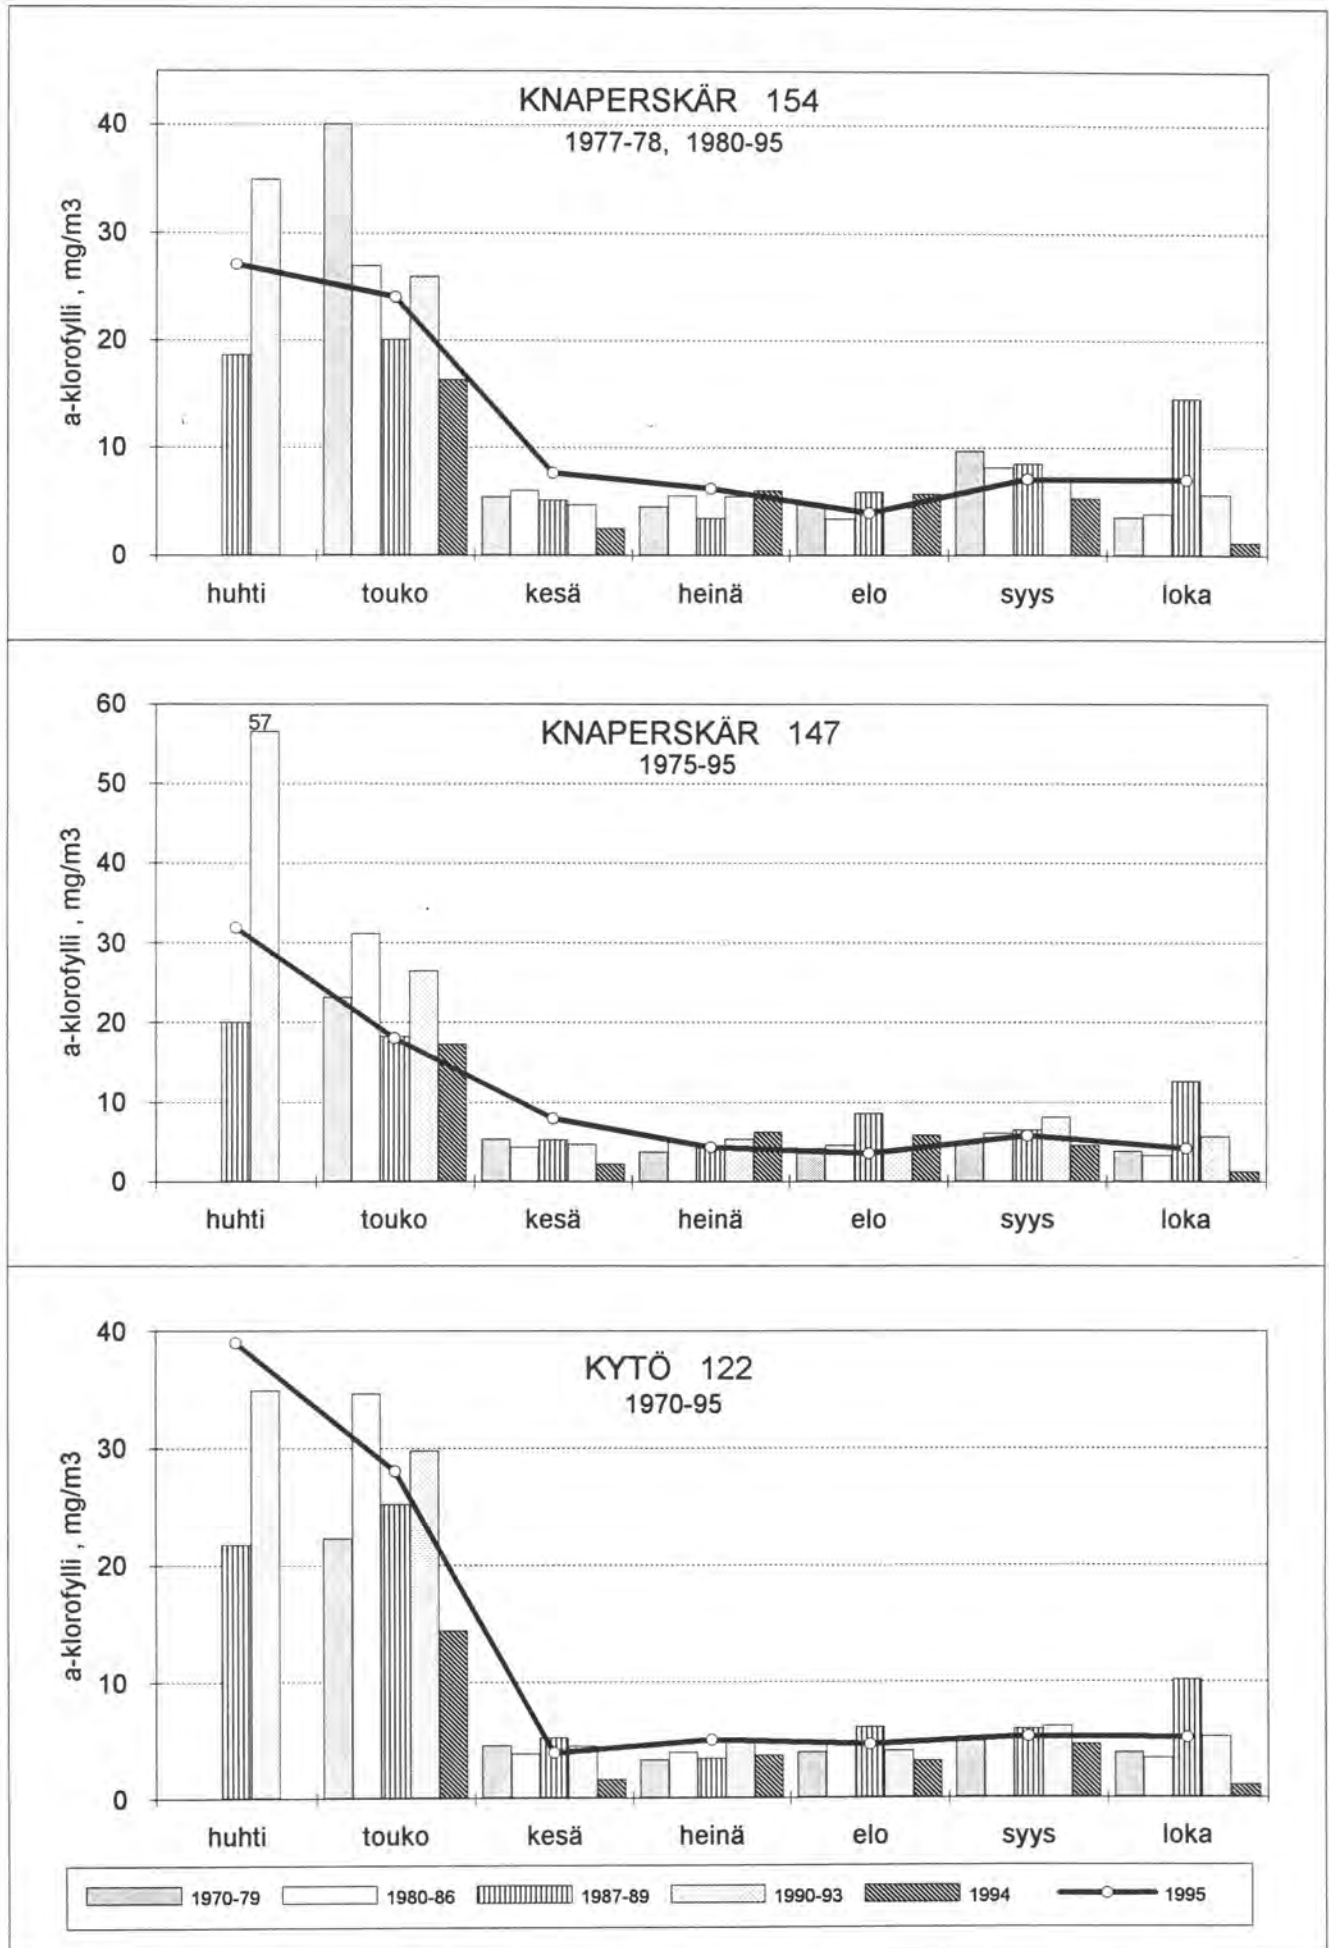 KNAPERSKÄR 154
1977-78, 1980-95
a-klorofylli , mg/m3
40
30
20
10
0
huhti touko kesä heinä elo syys loka
KNAPERSKÄR 147
1975-95
a-klorofylli , mg/m3
60
50
40
30
20
10
0
57
huhti touko kesä heinä elo syys loka
KYTÖ 122
1970-95
a-klorofylli , mg/m3
40
30
20
10
0
huhti touko kesä heinä elo syys loka
1970-79 1980-86 1987-89 1990-93 1994 1995